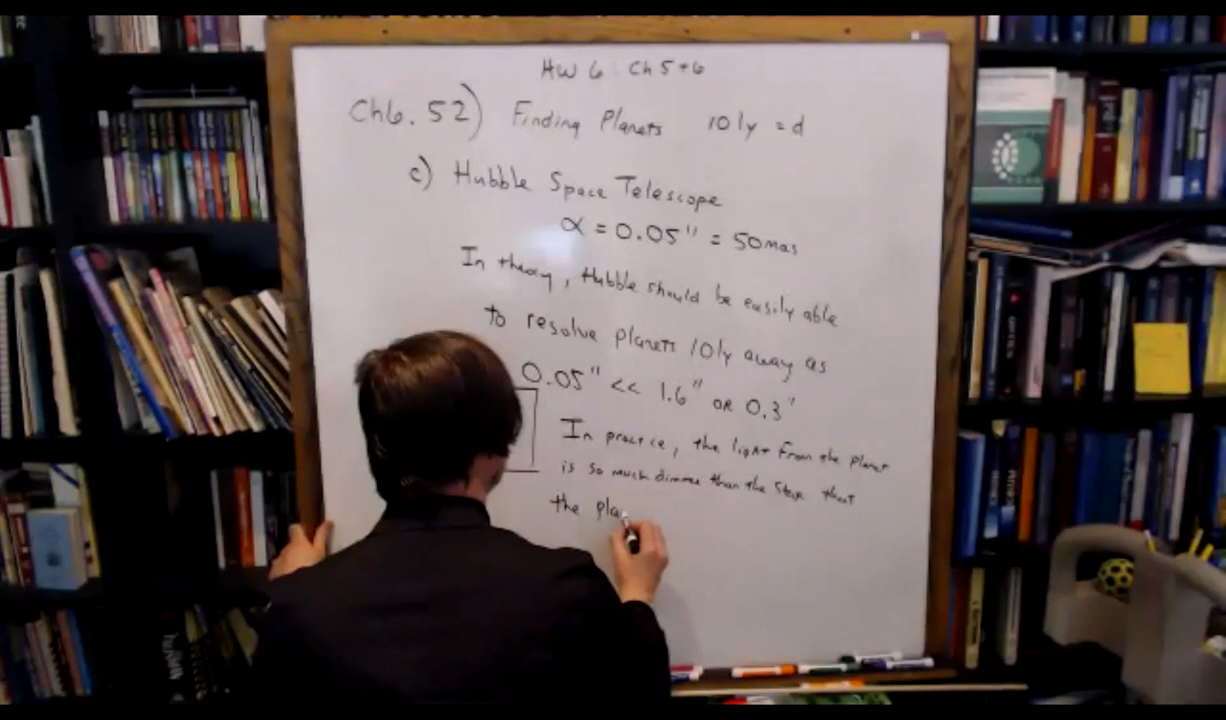 HW 6 Ch 5+6
Ch6. 52) Finding Planets 10 ly = d
c) Hubble Space Telescope
α = 0.05" = 50mas
In theory, Hubble should be easily able
to resolve planets 10ly away as
0.05" << 1.6" OR 0.3"
In practice, the light from the planet
is so much dimmer than the star that
the pla